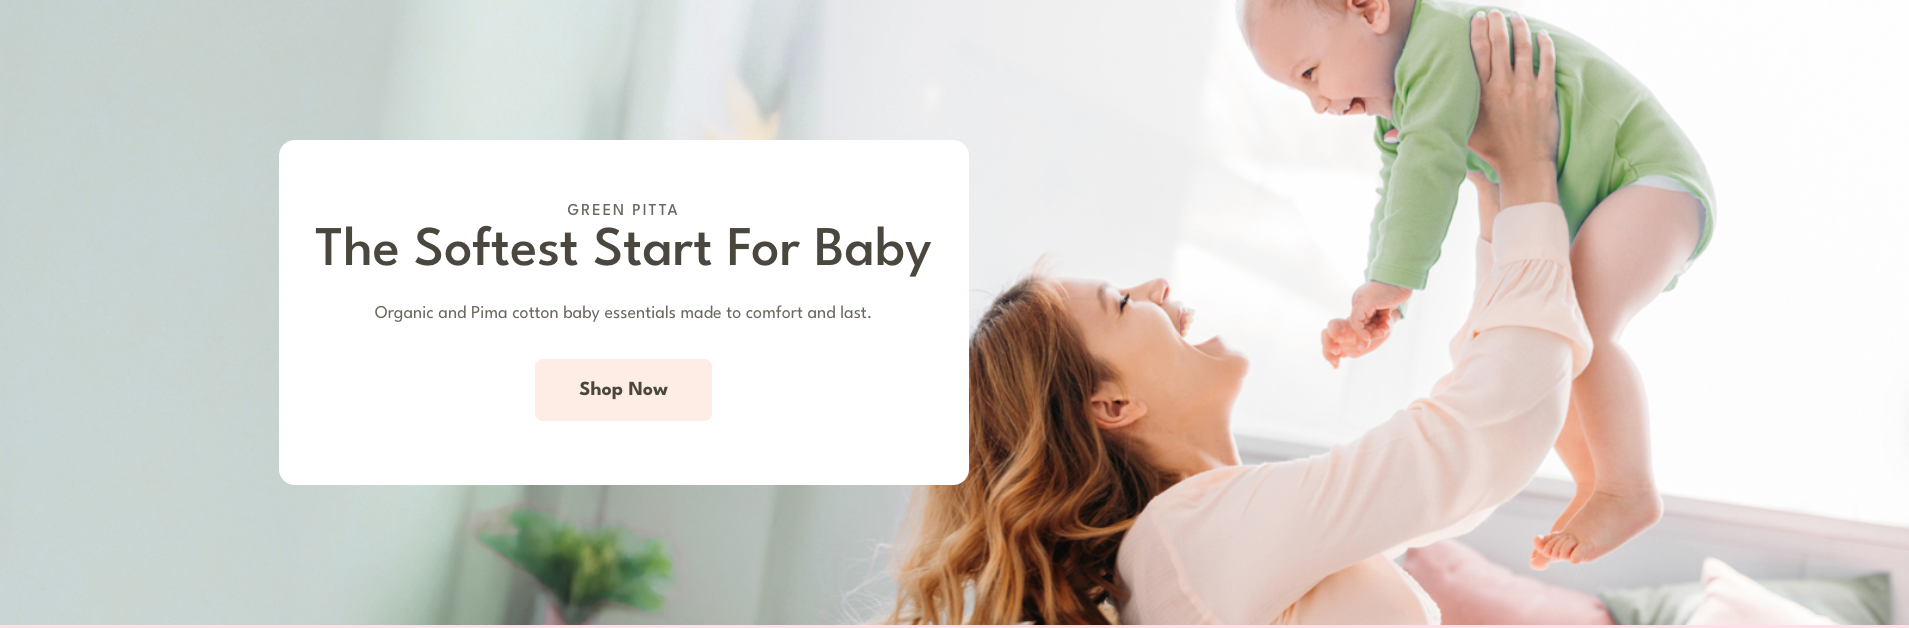 GREEN PITTA
The Softest Start For Baby
Organic and Pima cotton baby essentials made to comfort and last.
Shop Now